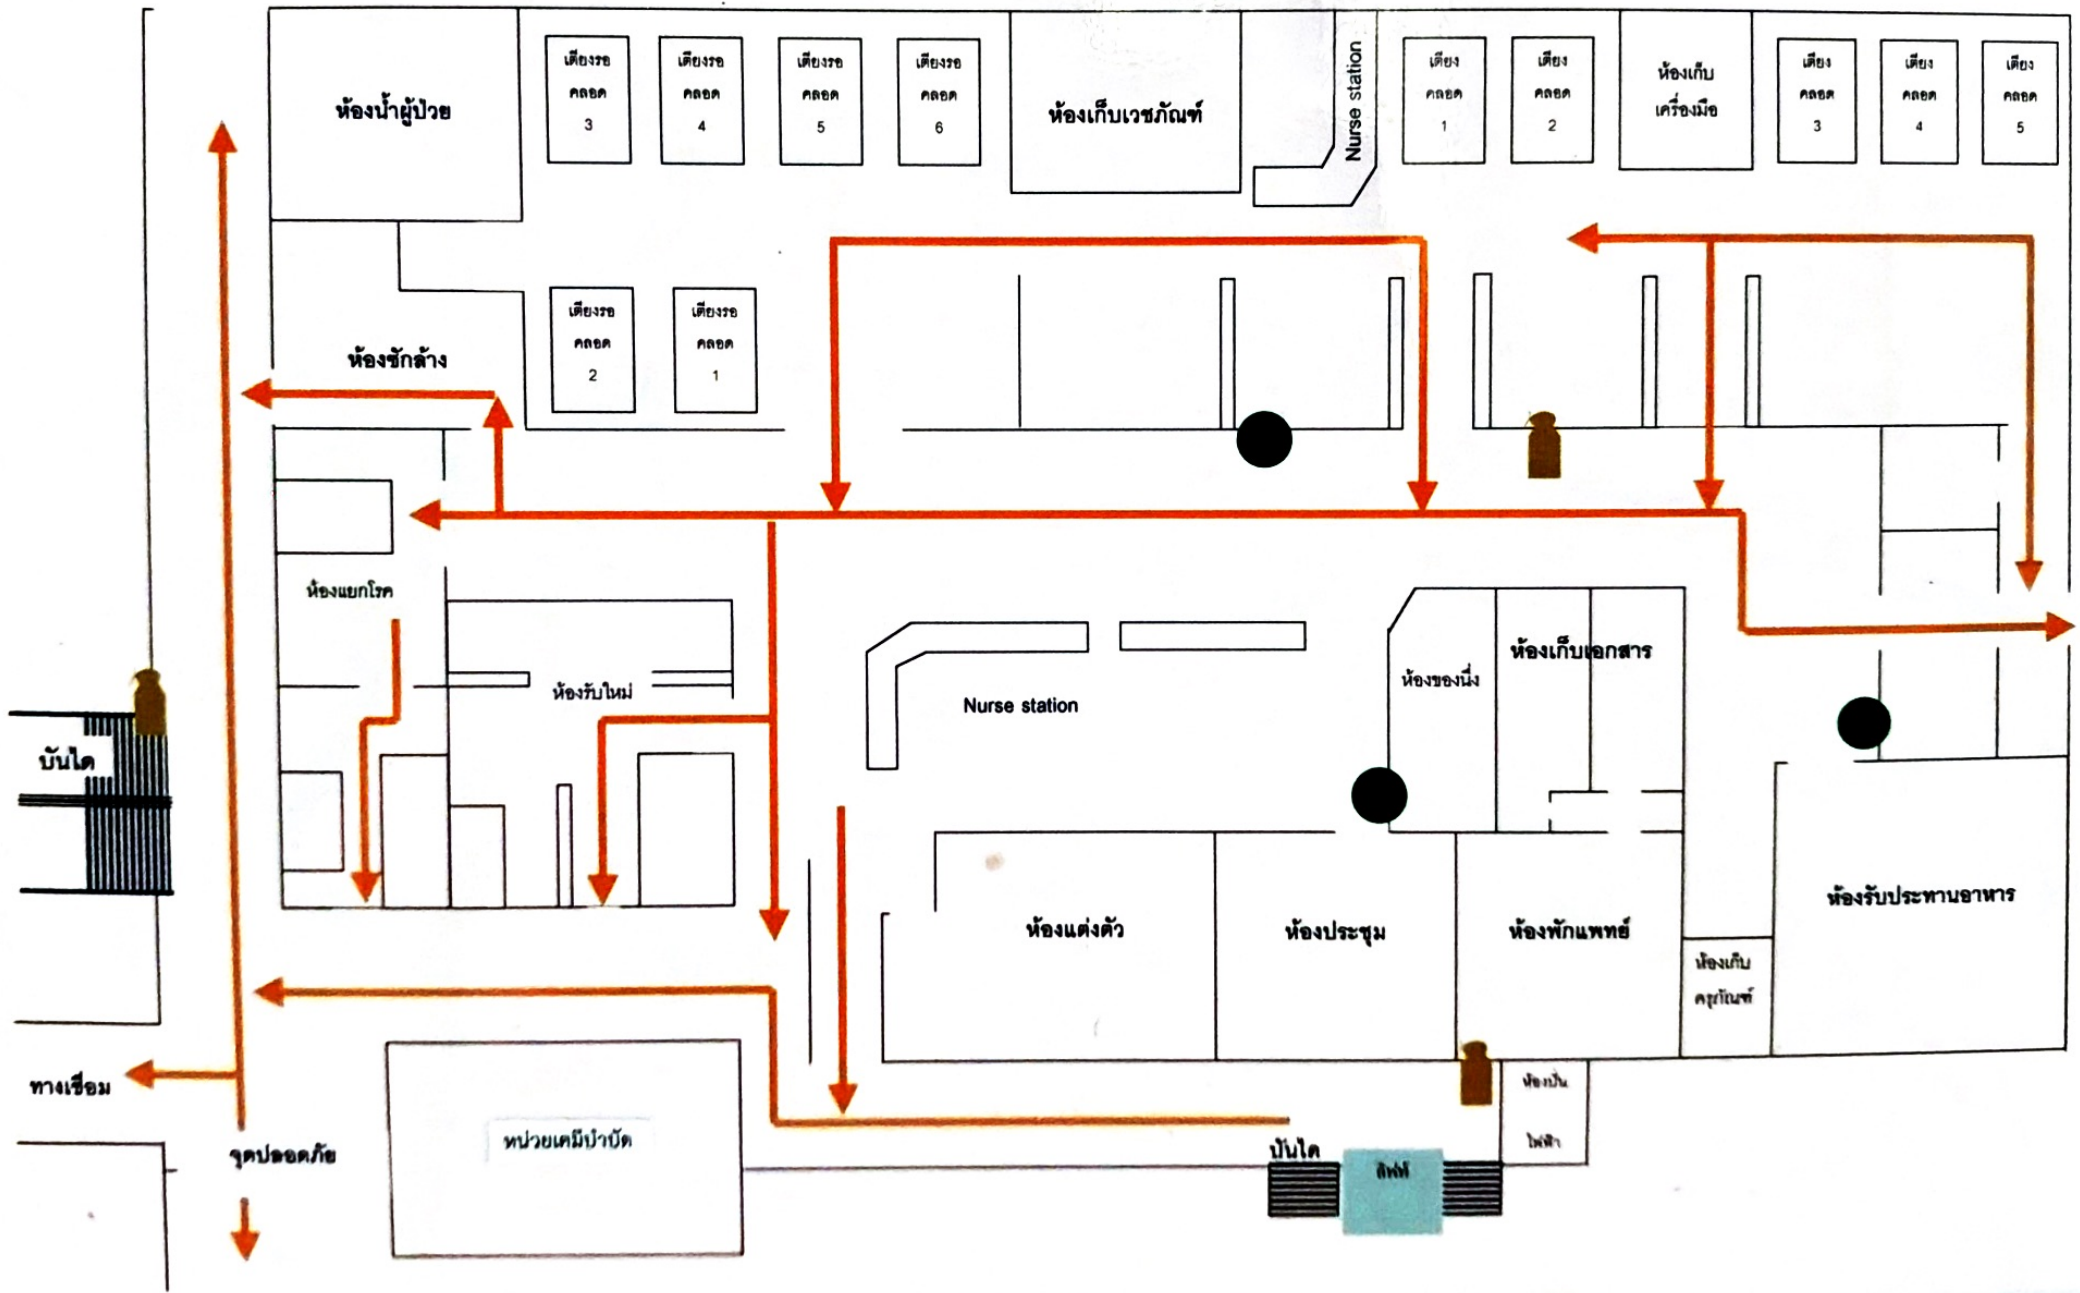 ห้องน้ำผู้ป่วย
เตียงรอ
คลอด
3
เตียงรอ
คลอด
4
เตียงรอ
คลอด
5
เตียงรอ
คลอด
6
ห้องเก็บเวชภัณฑ์
Nurse station
เตียง
คลอด
1
เตียง
คลอด
2
ห้องเก็บ
เครื่องมือ
เตียง
คลอด
3
เตียง
คลอด
4
เตียง
คลอด
5
ห้องซักล้าง
เตียงรอ
คลอด
2
เตียงรอ
คลอด
1
ห้องแยกโรค
ห้องรับใหม่
Nurse station
ห้องของนึ่ง
ห้องเก็บเอกสาร
บันได
ห้องแต่งตัว
ห้องประชุม
ห้องพักแพทย์
ห้องเก็บ
ครุภัณฑ์
ห้องรับประทานอาหาร
ทางเชื่อม
จุดปลอดภัย
หน่วยเคมีบำบัด
บันได
ลิฟท์
ห้องปั่น
ไฟฟ้า